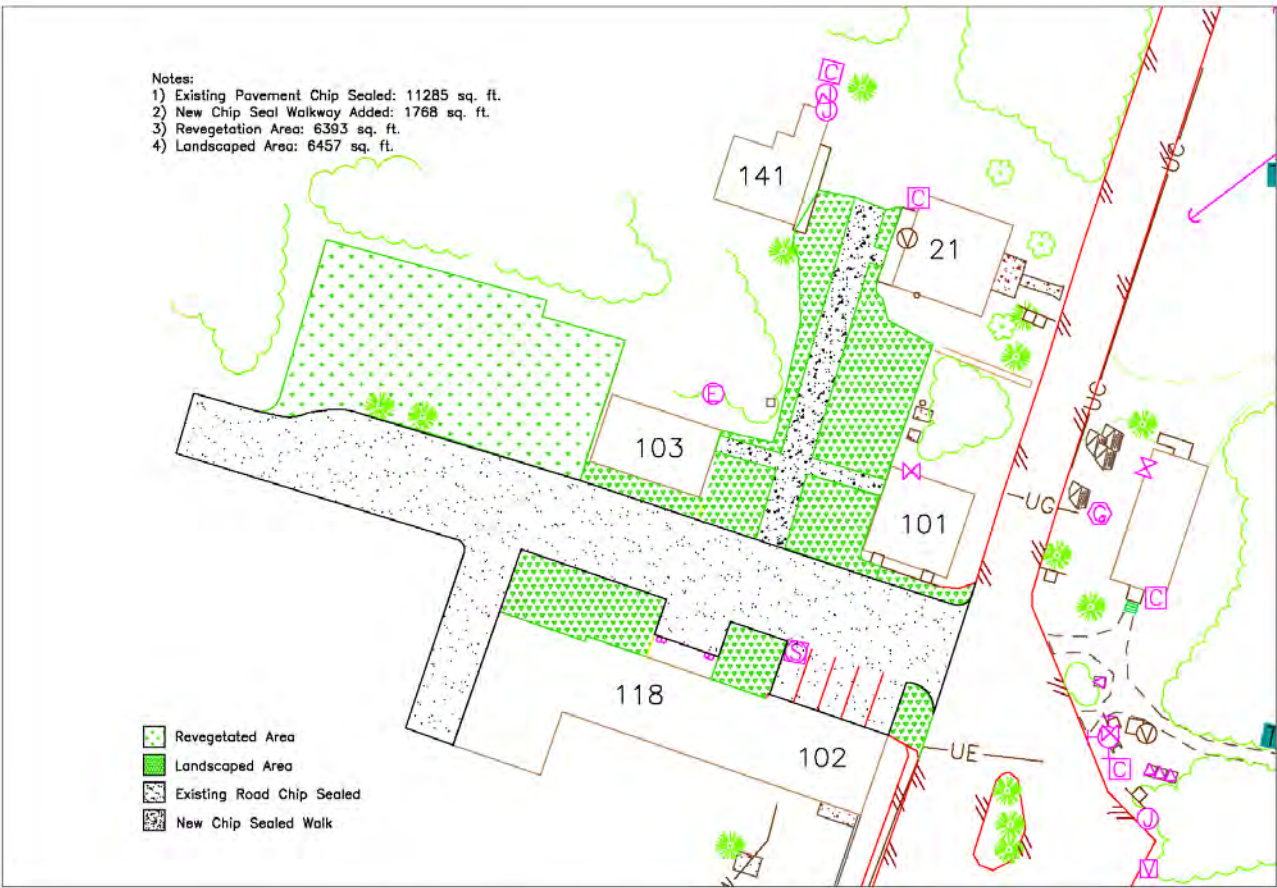 Notes:
1) Existing Pavement Chip Sealed: 11285 sq. ft.
2) New Chip Seal Walkway Added: 1768 sq. ft.
3) Revegetation Area: 6393 sq. ft.
4) Landscaped Area: 6457 sq. ft.
C
J
J
141
C
V
21
UC
E
103
UC
101
UG
G
C
S
118
102
UE
V
C
J
V
Revegetated Area
Landscaped Area
Existing Road Chip Sealed
New Chip Sealed Walk